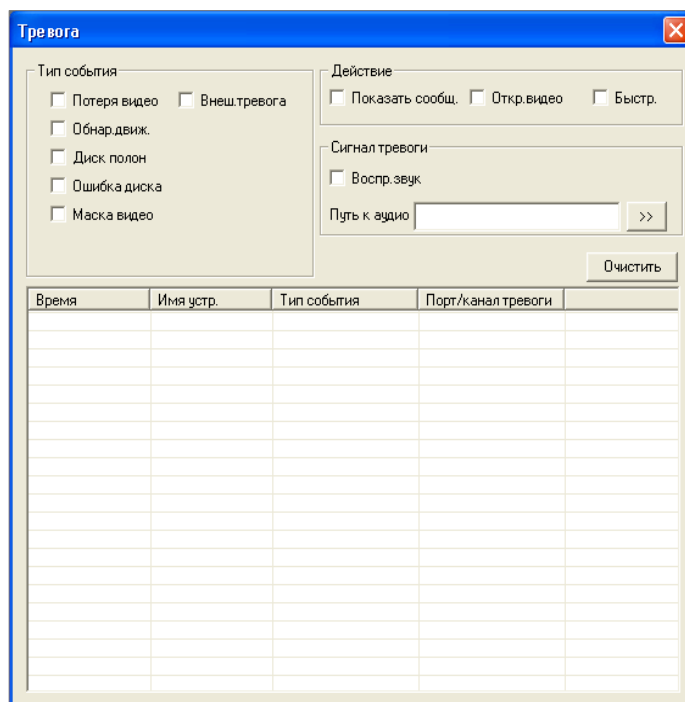 Тревога
Тип события
Потеря видео Внеш.тревога
Обнар.движ.
Диск полон
Ошибка диска
Маска видео
Действие
Показать сообщ. Откр.видео Быстр.
Сигнал тревоги
Воспр.звук
Путь к аудио >>
Очистить
Время Имя устр. Тип события Порт/канал тревоги